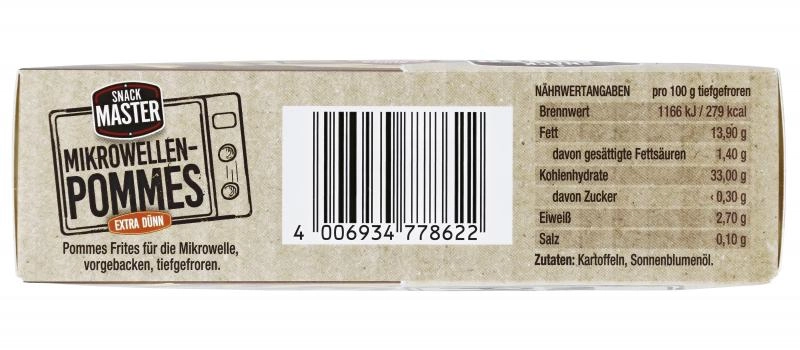 SNACK
MASTER
MIKROWELLEN-
POMMES
EXTRA DÜNN
Pommes Frites für die Mikrowelle,
vorgebacken, tiefgefroren.
4 006934 778622
NÄHRWERTANGABEN pro 100 g tiefgefroren
Brennwert 1166 kJ / 279 kcal
Fett 13,90 g
davon gesättigte Fettsäuren 1,40 g
Kohlenhydrate 33,00 g
davon Zucker ‹ 0,30 g
Eiweiß 2,70 g
Salz 0,10 g
Zutaten: Kartoffeln, Sonnenblumenöl.